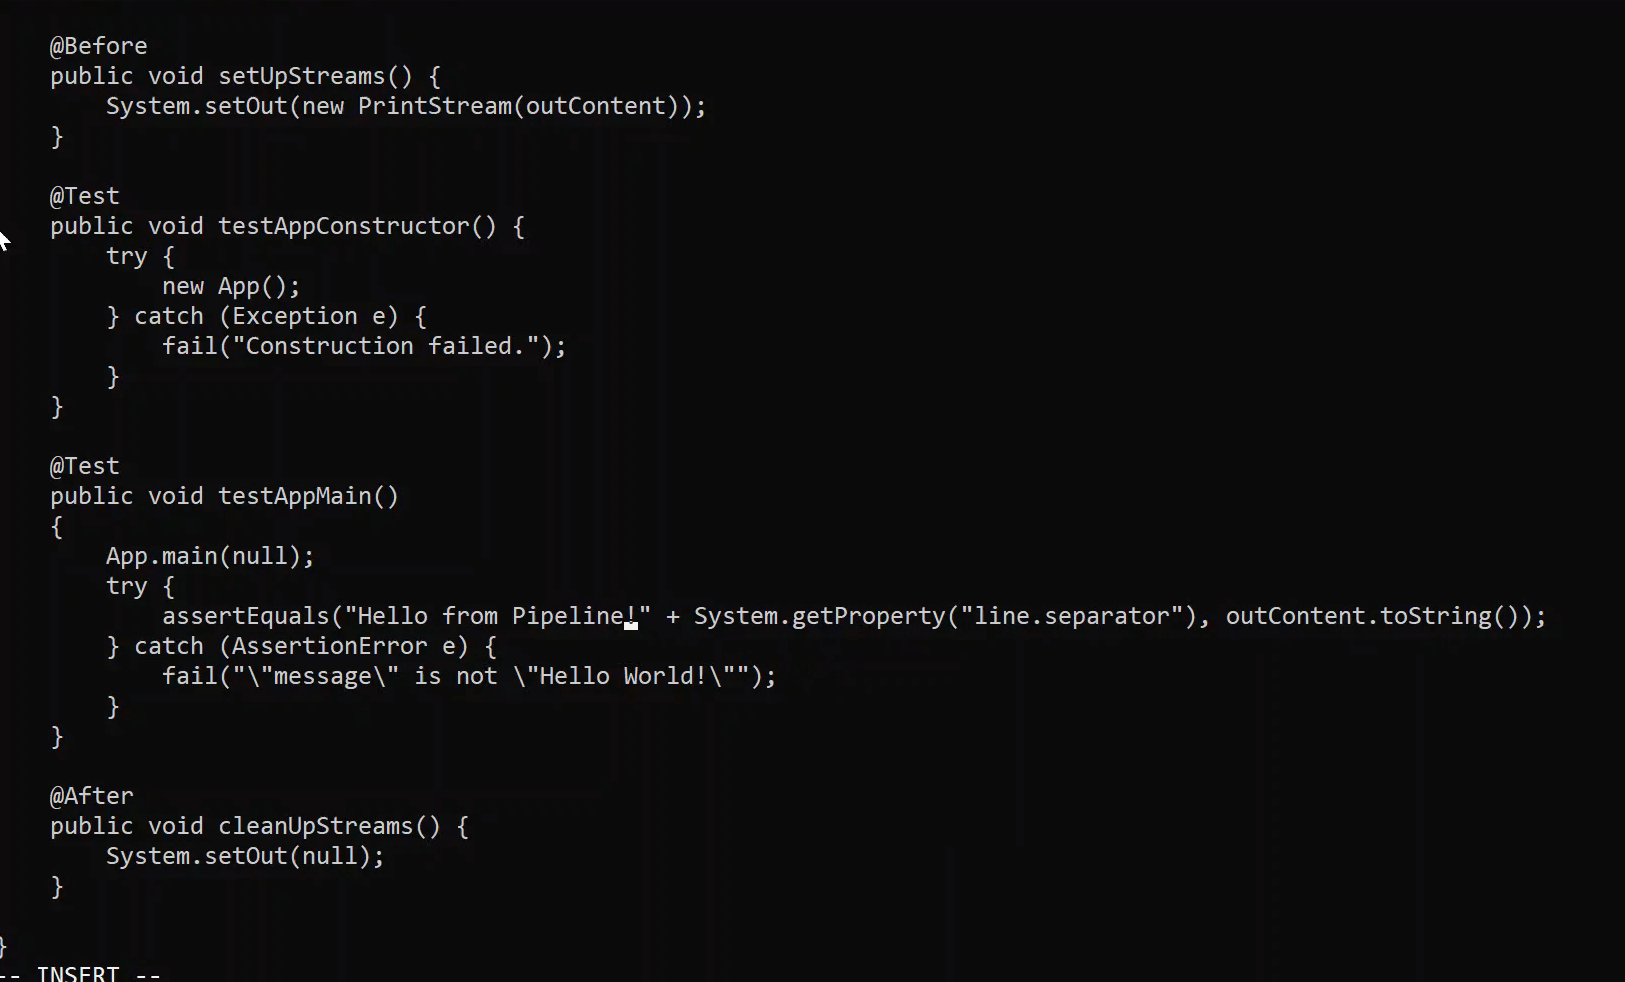 @Before
public void setUpStreams() {
System.setOut(new PrintStream(outContent));
}
@Test
public void testAppConstructor() {
try {
new App();
} catch (Exception e) {
fail("Construction failed.");
}
}
@Test
public void testAppMain()
{
App.main(null);
try {
assertEquals("Hello from Pipeline!" + System.getProperty("line.separator"), outContent.toString());
} catch (AssertionError e) {
fail("\"message\" is not \"Hello World!\"");
}
}
@After
public void cleanUpStreams() {
System.setOut(null);
}
}
-- INSERT --